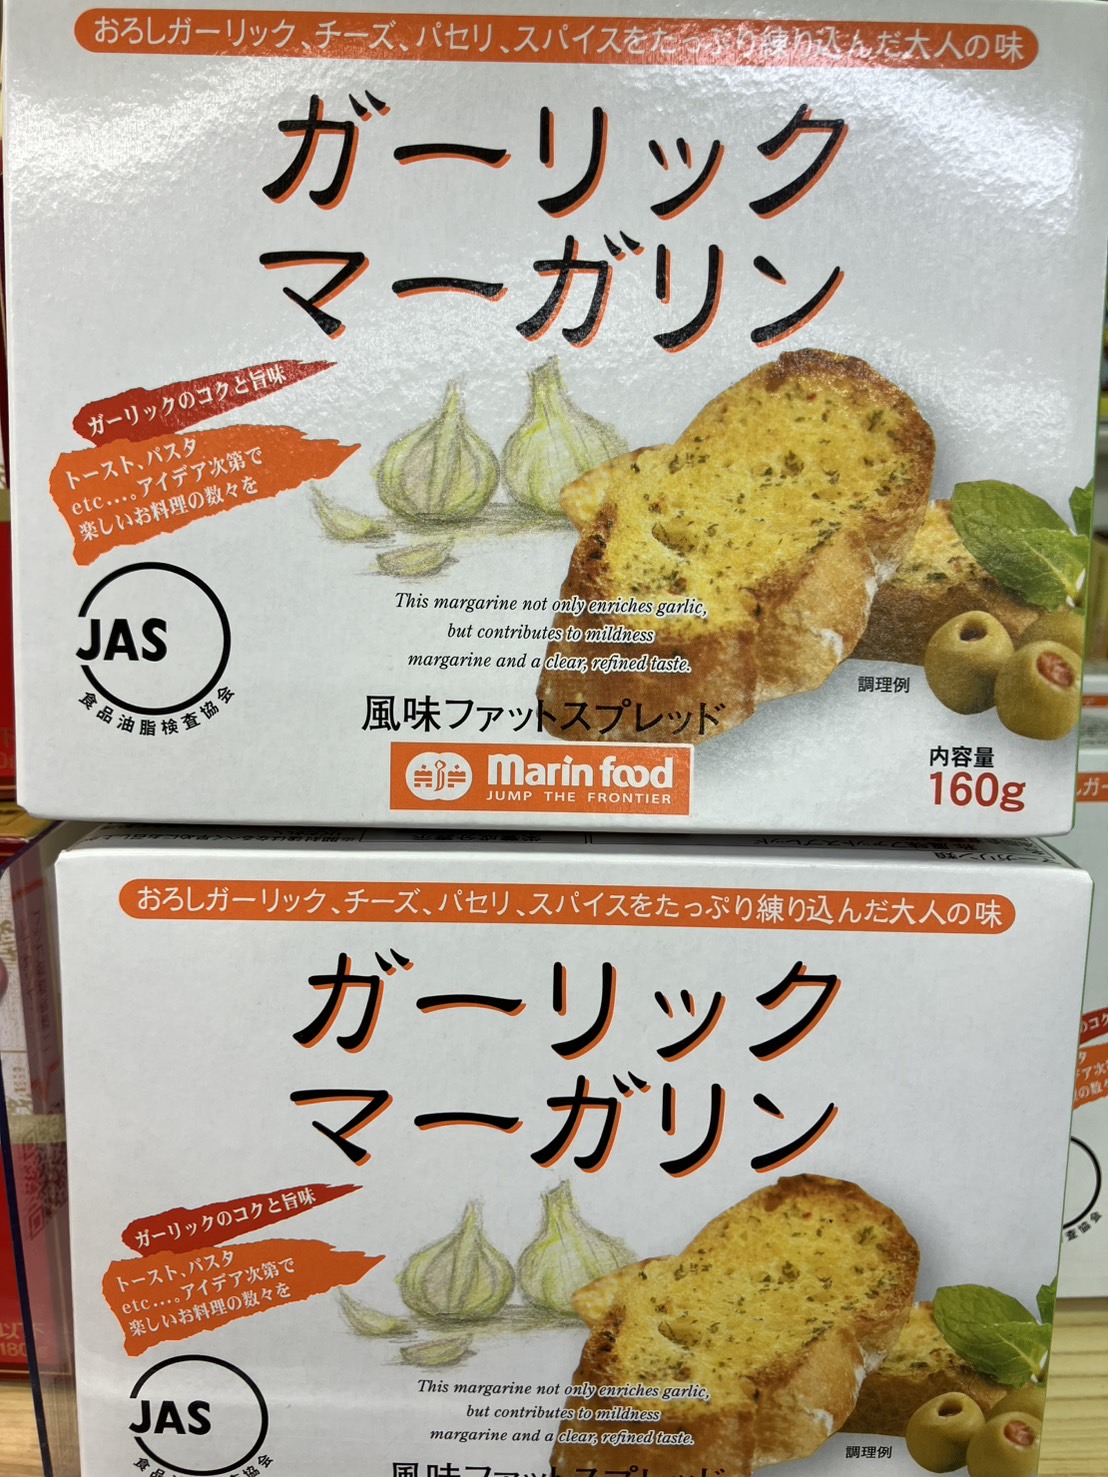 おろしガーリック、チーズ、パセリ、スパイスをたっぷり練り込んだ大人の味
ガーリック
マーガリン
ガーリックのコクと旨味
トースト、パスタ
etc…。アイデア次第で
楽しいお料理の数々を
JAS
食品油脂検査協会
This margarine not only enriches garlic,
but contributes to mildness
margarine and a clear, refined taste.
風味ファットスプレッド
marin food
JUMP THE FRONTIER
調理例
内容量
160g
おろしガーリック、チーズ、パセリ、スパイスをたっぷり練り込んだ大人の味
ガーリック
マーガリン
ガーリックのコクと旨味
トースト、パスタ
etc…。アイデア次第で
楽しいお料理の数々を
JAS
This margarine not only enriches garlic,
but contributes to mildness
margarine and a clear, refined taste.
風味ファットスプレッド
調理例